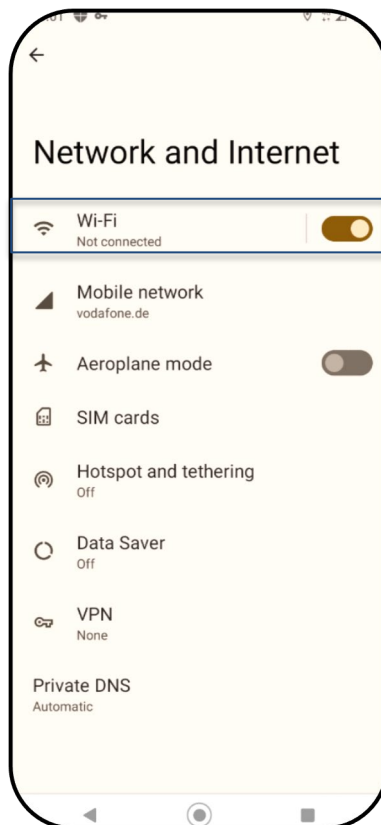 Network and Internet
Wi-Fi
Not connected
Mobile network
vodafone.de
Aeroplane mode
SIM cards
Hotspot and tethering
Off
Data Saver
Off
VPN
None
Private DNS
Automatic